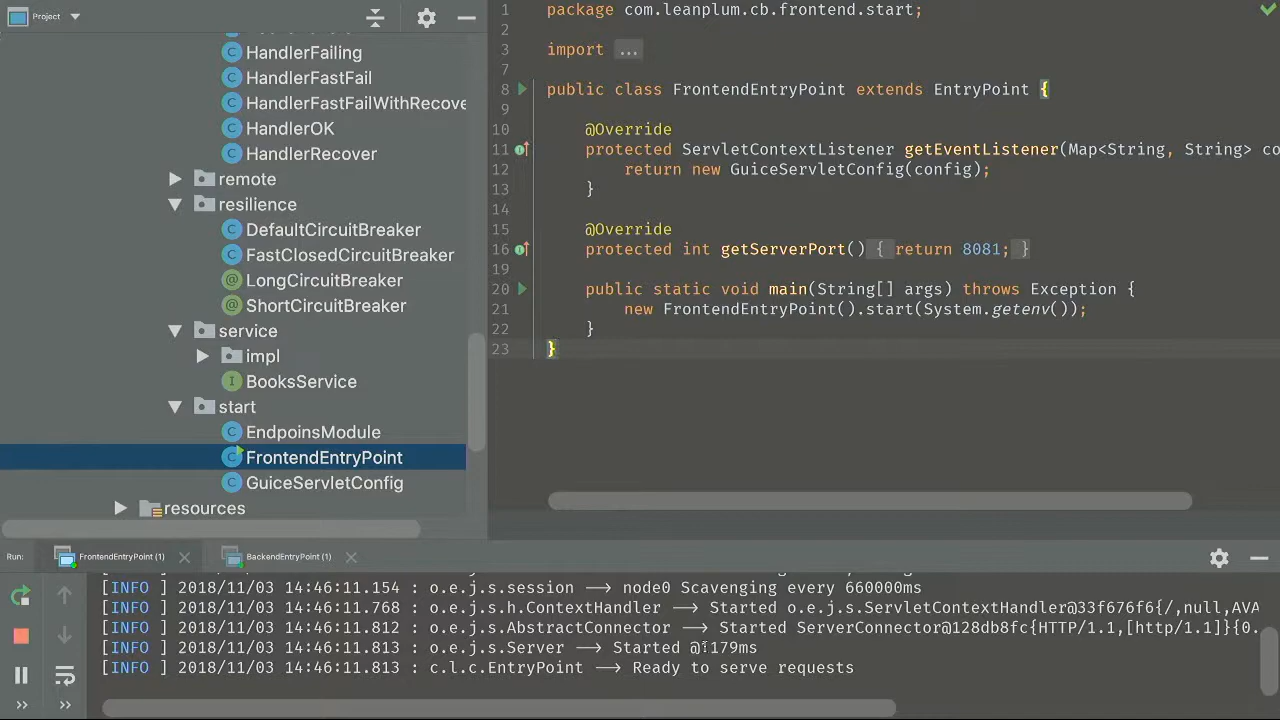 Project
HandlerFailing
HandlerFastFail
HandlerFastFailWithRecove
HandlerOK
HandlerRecover
remote
resilience
DefaultCircuitBreaker
FastClosedCircuitBreaker
LongCircuitBreaker
ShortCircuitBreaker
service
impl
BooksService
start
EndpoinsModule
FrontendEntryPoint
GuiceServletConfig
resources
1 package com.leanplum.cb.frontend.start;
2
3 import ...
7
8 public class FrontendEntryPoint extends EntryPoint {
9
10 @Override
11 protected ServletContextListener getEventListener(Map<String, String> co
12 return new GuiceServletConfig(config);
13 }
14
15 @Override
16 protected int getServerPort() { return 8081; }
19
20 public static void main(String[] args) throws Exception {
21 new FrontendEntryPoint().start(System.getenv());
22 }
23 }
Run: FrontendEntryPoint (1) BackendEntryPoint (1)
[INFO ] 2018/11/03 14:46:11.154 : o.e.j.s.session —> node0 Scavenging every 660000ms
[INFO ] 2018/11/03 14:46:11.768 : o.e.j.s.h.ContextHandler —> Started o.e.j.s.ServletContextHandler@33f676f6{/,null,AVA
[INFO ] 2018/11/03 14:46:11.812 : o.e.j.s.AbstractConnector —> Started ServerConnector@128db8fc{HTTP/1.1,[http/1.1]}{0.
[INFO ] 2018/11/03 14:46:11.813 : o.e.j.s.Server —> Started
[INFO ] 2018/11/03 14:46:11.813 : c.l.c.EntryPoint —> Ready to serve requests